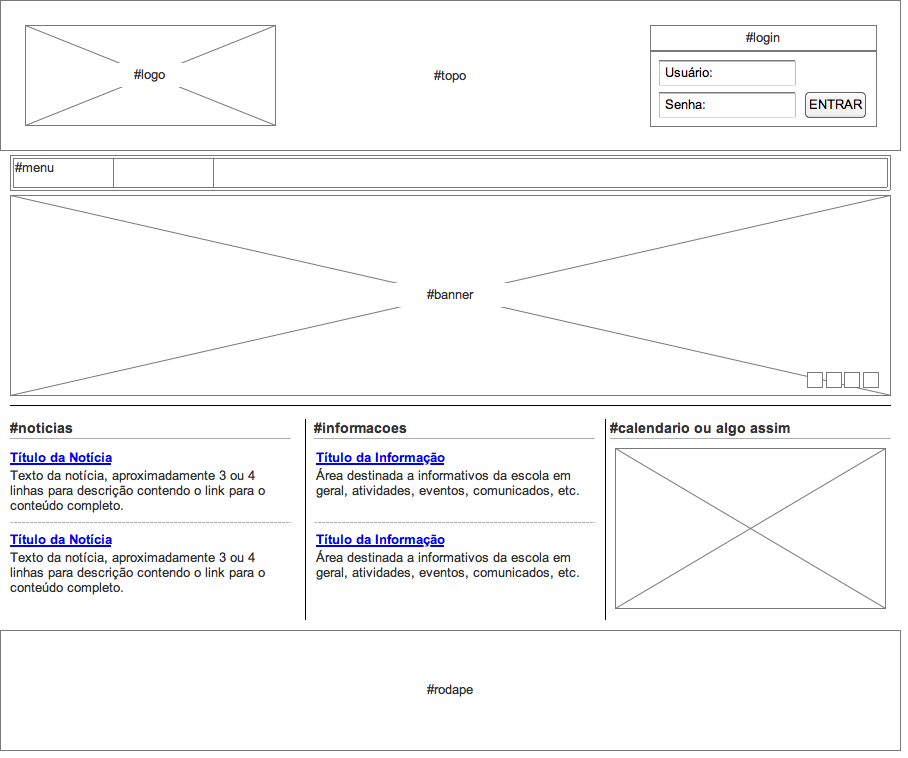 #logo
#topo
#login
Usuário:
Senha:
ENTRAR
#menu
#banner
#noticias
Título da Notícia
Texto da notícia, aproximadamente 3 ou 4
linhas para descrição contendo o link para o
conteúdo completo.
Título da Notícia
Texto da notícia, aproximadamente 3 ou 4
linhas para descrição contendo o link para o
conteúdo completo.
#informacoes
Título da Informação
Área destinada a informativos da escola em
geral, atividades, eventos, comunicados, etc.
Título da Informação
Área destinada a informativos da escola em
geral, atividades, eventos, comunicados, etc.
#calendario ou algo assim
#rodape